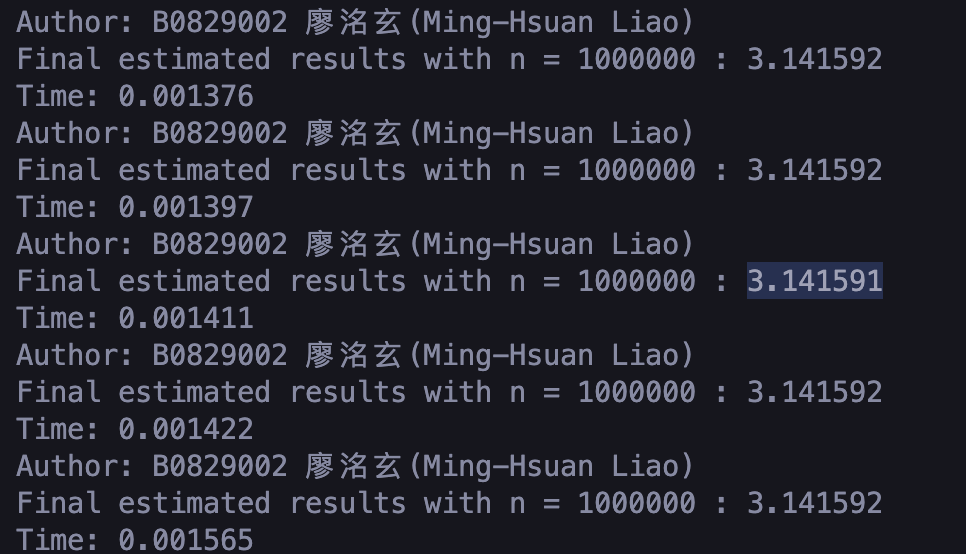 Author: B0829002 廖洺玄(Ming-Hsuan Liao)
Final estimated results with n = 1000000 : 3.141592
Time: 0.001376
Author: B0829002 廖洺玄(Ming-Hsuan Liao)
Final estimated results with n = 1000000 : 3.141592
Time: 0.001397
Author: B0829002 廖洺玄(Ming-Hsuan Liao)
Final estimated results with n = 1000000 : 3.141591
Time: 0.001411
Author: B0829002 廖洺玄(Ming-Hsuan Liao)
Final estimated results with n = 1000000 : 3.141592
Time: 0.001422
Author: B0829002 廖洺玄(Ming-Hsuan Liao)
Final estimated results with n = 1000000 : 3.141592
Time: 0.001565